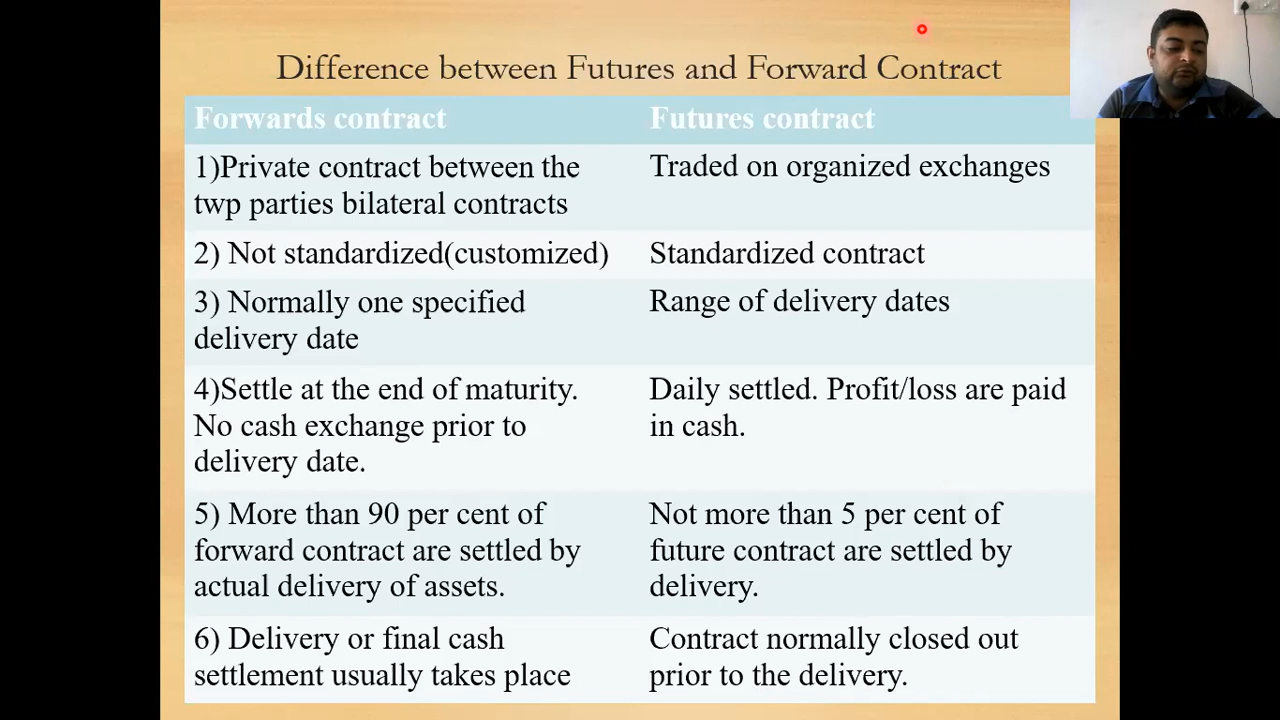 Difference between Futures and Forward Contract
Forwards contract
Futures contract
1)Private contract between the
twp parties bilateral contracts
Traded on organized exchanges
2) Not standardized(customized)
Standardized contract
3) Normally one specified
delivery date
Range of delivery dates
4)Settle at the end of maturity.
No cash exchange prior to
delivery date.
Daily settled. Profit/loss are paid
in cash.
5) More than 90 per cent of
forward contract are settled by
actual delivery of assets.
Not more than 5 per cent of
future contract are settled by
delivery.
6) Delivery or final cash
settlement usually takes place
Contract normally closed out
prior to the delivery.